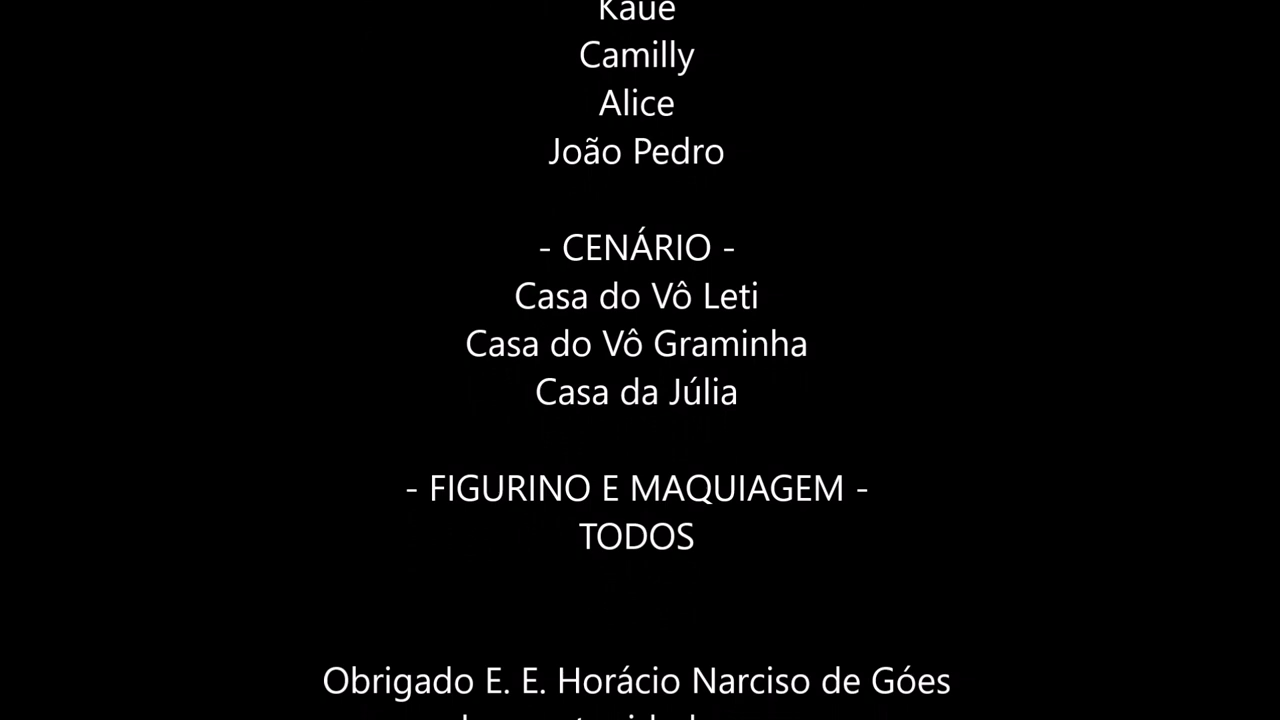 Kauê
Camilly
Alice
João Pedro
- CENÁRIO -
Casa do Vô Leti
Casa do Vô Graminha
Casa da Júlia
- FIGURINO E MAQUIAGEM -
TODOS
Obrigado E. E. Horácio Narciso de Góes